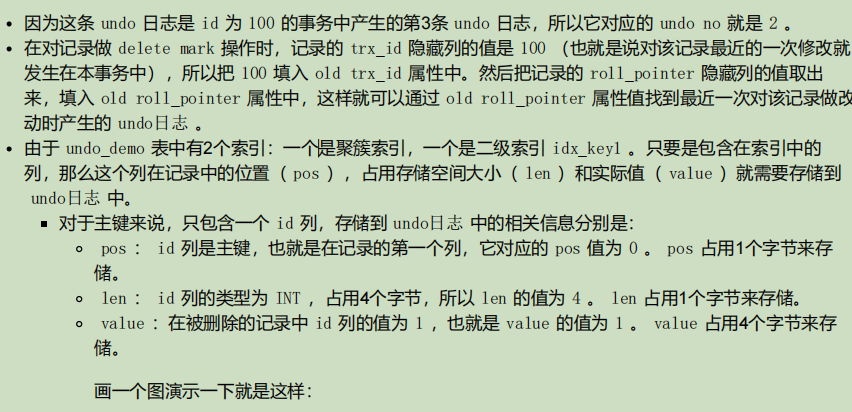 因为这条 undo 日志是 id 为 100 的事务中产生的第3条 undo 日志，所以它对应的 undo no 就是 2 。
在对记录做 delete mark 操作时，记录的 trx_id 隐藏列的值是 100 （也就是说对该记录最近的一次修改就
发生在本事务中），所以把 100 填入 old trx_id 属性中。然后把记录的 roll_pointer 隐藏列的值取出
来，填入 old roll_pointer 属性中，这样就可以通过 old roll_pointer 属性值找到最近一次对该记录做改
动时产生的 undo日志 。
由于 undo_demo 表中有2个索引：一个是聚簇索引，一个是二级索引 idx_key1 。只要是包含在索引中的
列，那么这个列在记录中的位置（ pos ），占用存储空间大小（ len ）和实际值（ value ）就需要存储到
undo日志 中。
对于主键来说，只包含一个 id 列，存储到 undo日志 中的相关信息分别是：
pos ： id 列是主键，也就是在记录的第一个列，它对应的 pos 值为 0 。 pos 占用1个字节来存
储。
len ： id 列的类型为 INT ，占用4个字节，所以 len 的值为 4 。 len 占用1个字节来存储。
value ：在被删除的记录中 id 列的值为 1 ，也就是 value 的值为 1 。 value 占用4个字节来存
储。
画一个图演示一下就是这样：